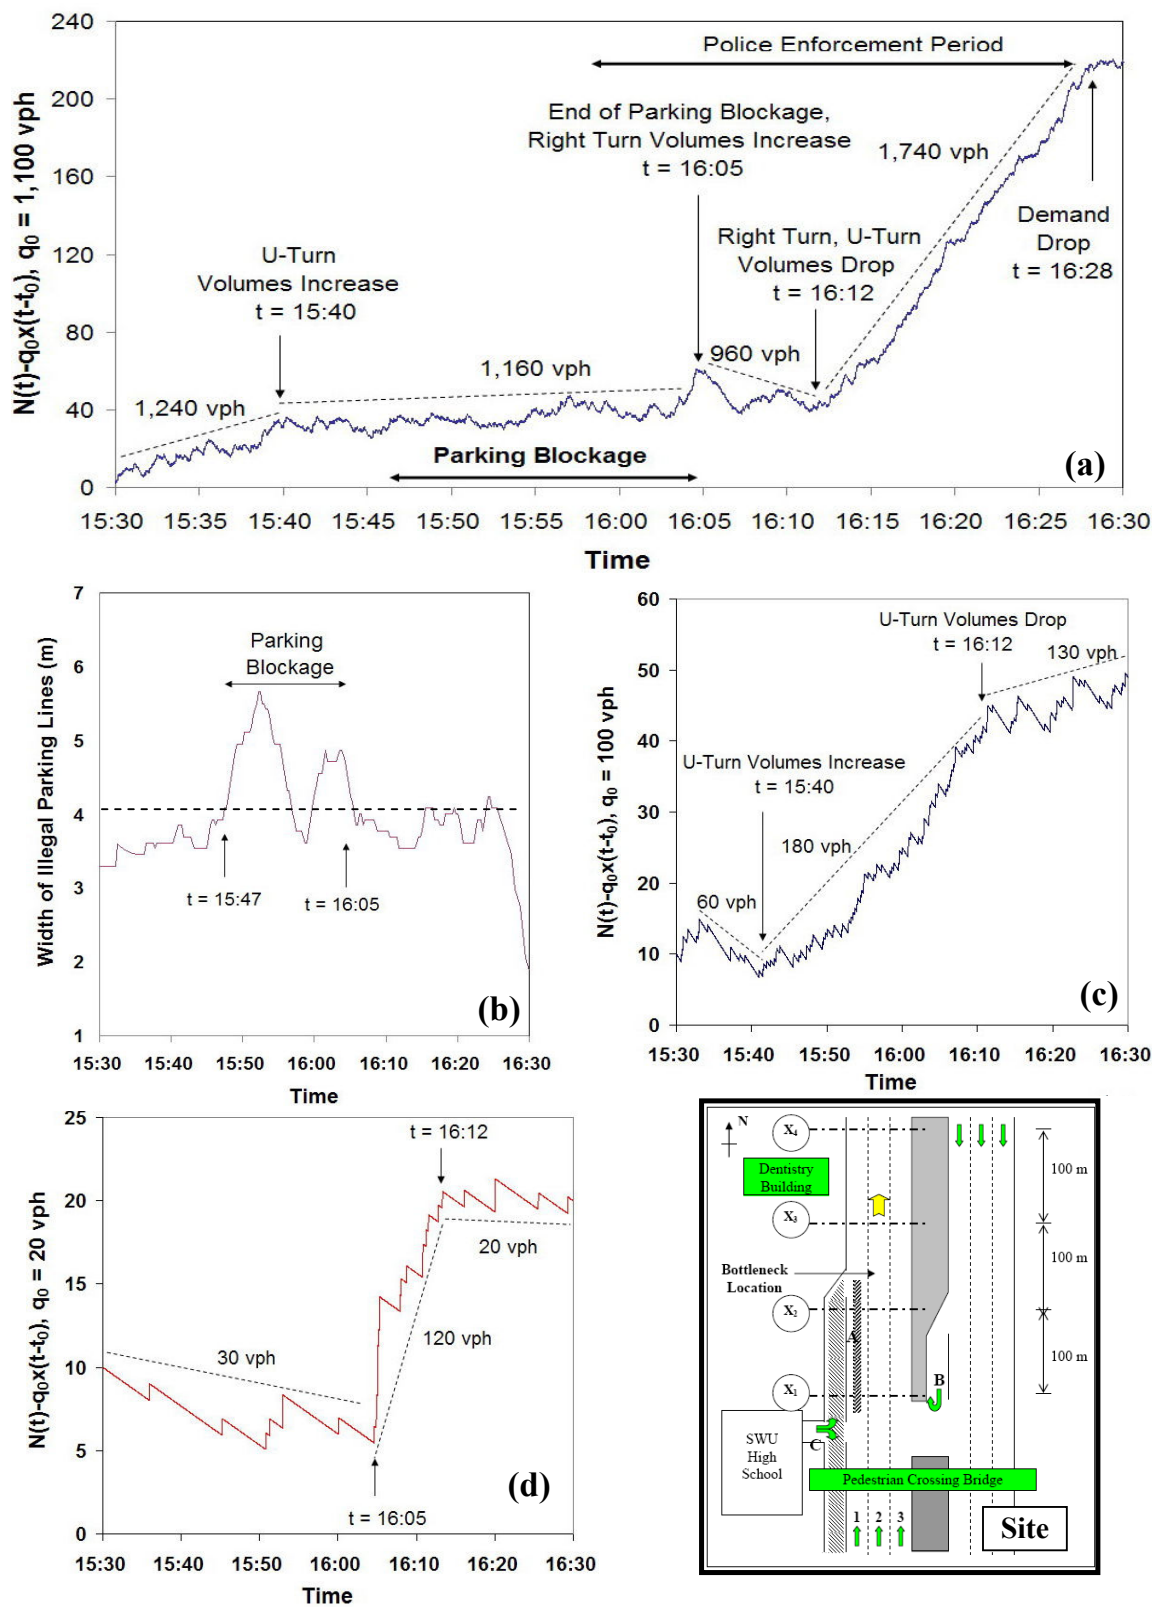 240
200
160
120
80
40
0
N(t)-q₀x(t-t₀), q₀ = 1,100 vph
Police Enforcement Period
End of Parking Blockage,
Right Turn Volumes Increase
t = 16:05
1,740 vph
U-Turn
Volumes Increase
t = 15:40
Right Turn, U-Turn
Volumes Drop
t = 16:12
Demand
Drop
t = 16:28
1,240 vph
1,160 vph
960 vph
Parking Blockage
(a)
15:30 15:35 15:40 15:45 15:50 15:55 16:00 16:05 16:10 16:15 16:20 16:25 16:30
Time
7
6
5
4
3
2
1
Width of Illegal Parking Lines (m)
Parking
Blockage
t = 15:47
t = 16:05
(b)
15:30 15:40 15:50 16:00 16:10 16:20 16:30
Time
60
50
40
30
20
10
0
N(t)-q₀x(t-t₀), q₀ = 100 vph
U-Turn Volumes Drop
t = 16:12
130 vph
U-Turn Volumes Increase
t = 15:40
180 vph
60 vph
(c)
15:30 15:40 15:50 16:00 16:10 16:20 16:30
Time
25
20
15
10
5
0
N(t)-q₀x(t-t₀), q₀ = 20 vph
t = 16:12
20 vph
30 vph
120 vph
t = 16:05
(d)
15:30 15:40 15:50 16:00 16:10 16:20 16:30
Time
N
X₄
Dentistry
Building
100 m
X₃
Bottleneck
Location
100 m
X₂
A
100 m
X₁
B
C
SWU
High
School
Pedestrian Crossing Bridge
1 2 3
Site